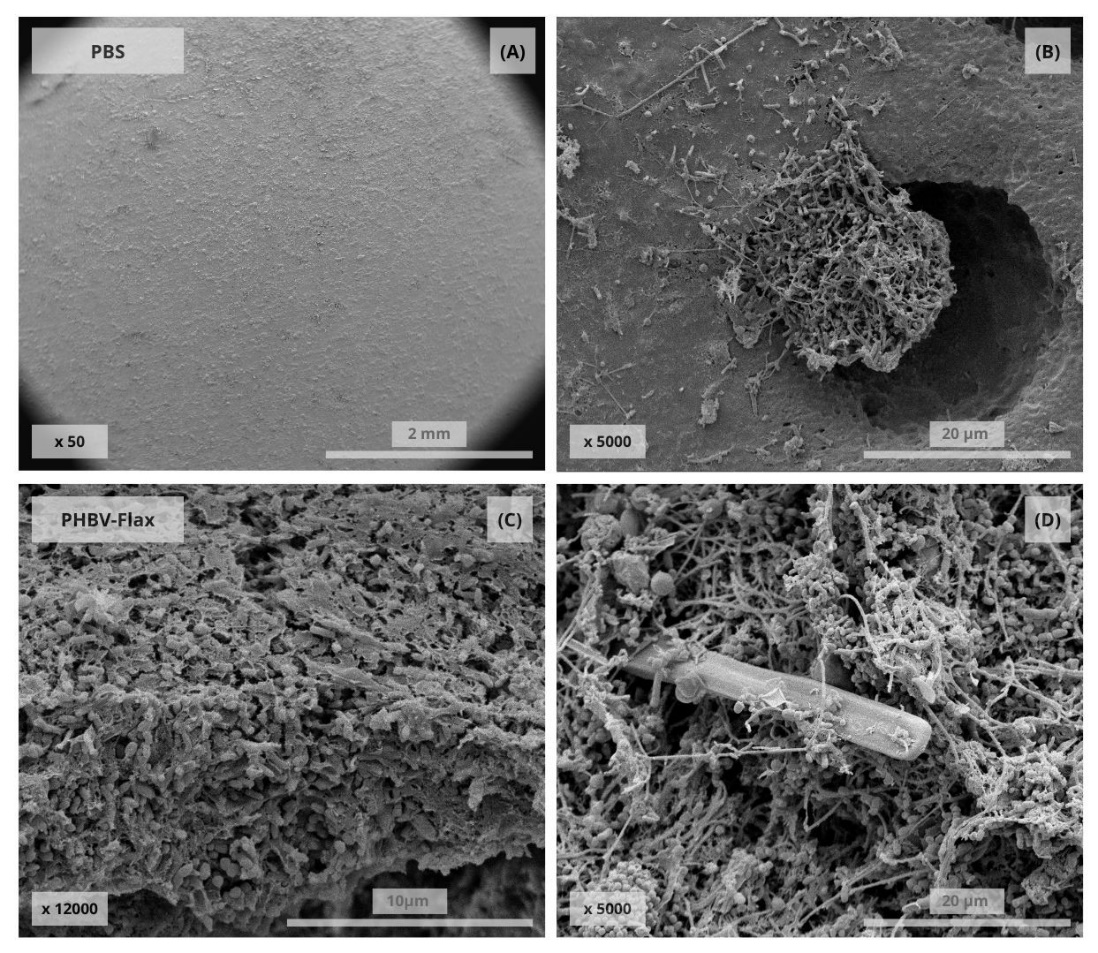 PBS
(A)
x 50
2 mm
(B)
x 5000
20 µm
PHBV-Flax
(C)
x 12000
10µm
(D)
x 5000
20 µm